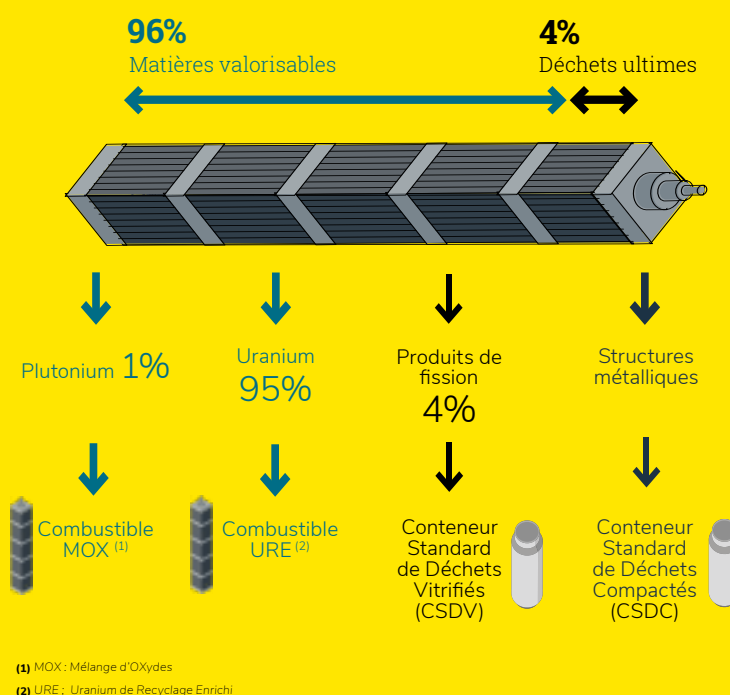 96%
Matières valorisables
4%
Déchets ultimes
Plutonium 1%
Uranium
95%
Produits de
fission
4%
Structures
métalliques
Combustible
MOX (1)
Combustible
URE (2)
Conteneur
Standard
de Déchets
Vitrifiés
(CSDV)
Conteneur
Standard
de Déchets
Compactés
(CSDC)
(1) MOX : Mélange d'OXydes
(2) URE : Uranium de Recyclage Enrichi